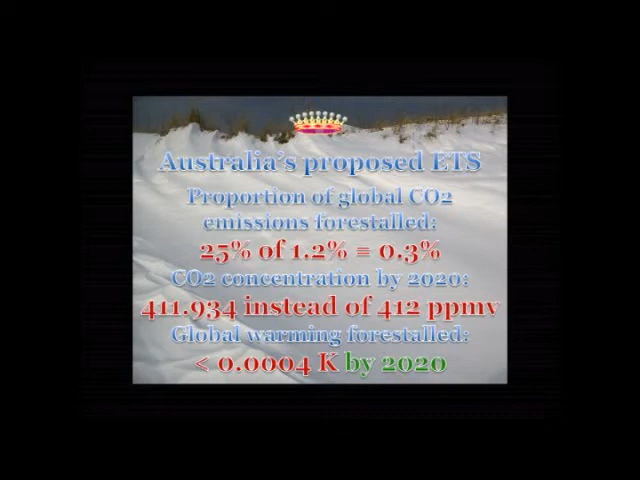 Australia's proposed ETS
Proportion of global CO2
emissions forestalled:
25% of 1.2% = 0.3%
CO2 concentration by 2020:
411.934 instead of 412 ppmv
Global warming forestalled:
< 0.0004 K by 2020